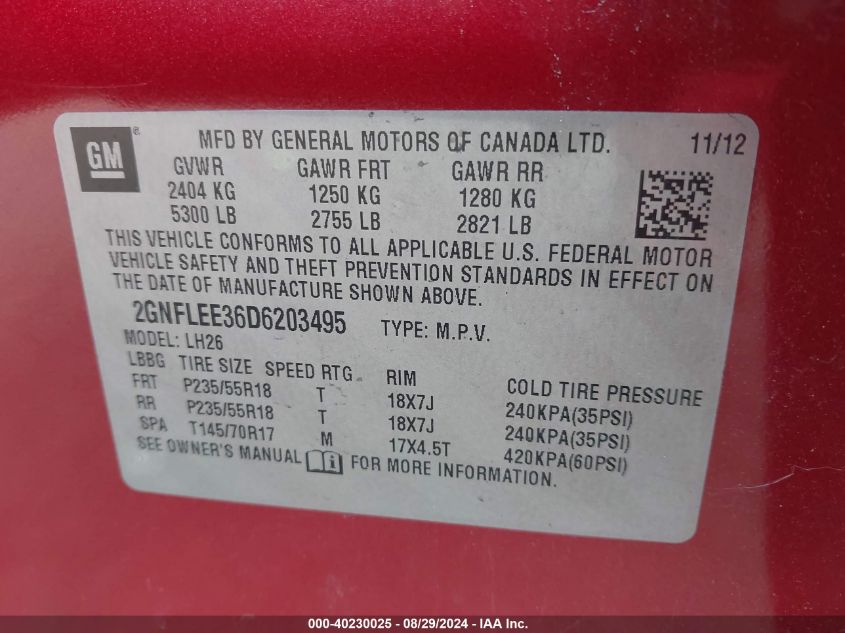 GM ® MFD BY GENERAL MOTORS OF CANADA LTD. 11/12
GVWR GAWR FRT GAWR RR
2404 KG 1250 KG 1280 KG
5300 LB 2755 LB 2821 LB
THIS VEHICLE CONFORMS TO ALL APPLICABLE U.S. FEDERAL MOTOR
VEHICLE SAFETY AND THEFT PREVENTION STANDARDS IN EFFECT ON
THE DATE OF MANUFACTURE SHOWN ABOVE.
2GNFLEE36D6203495 TYPE: M.P.V.
MODEL: LH26
LBBG TIRE SIZE SPEED RTG RIM COLD TIRE PRESSURE
FRT P235/55R18 T 18X7J 240KPA(35PSI)
RR P235/55R18 T 18X7J 240KPA(35PSI)
SPA T145/70R17 M 17X4.5T 420KPA(60PSI)
SEE OWNER'S MANUAL FOR MORE INFORMATION.
000-40230025 - 08/29/2024 - IAA Inc.